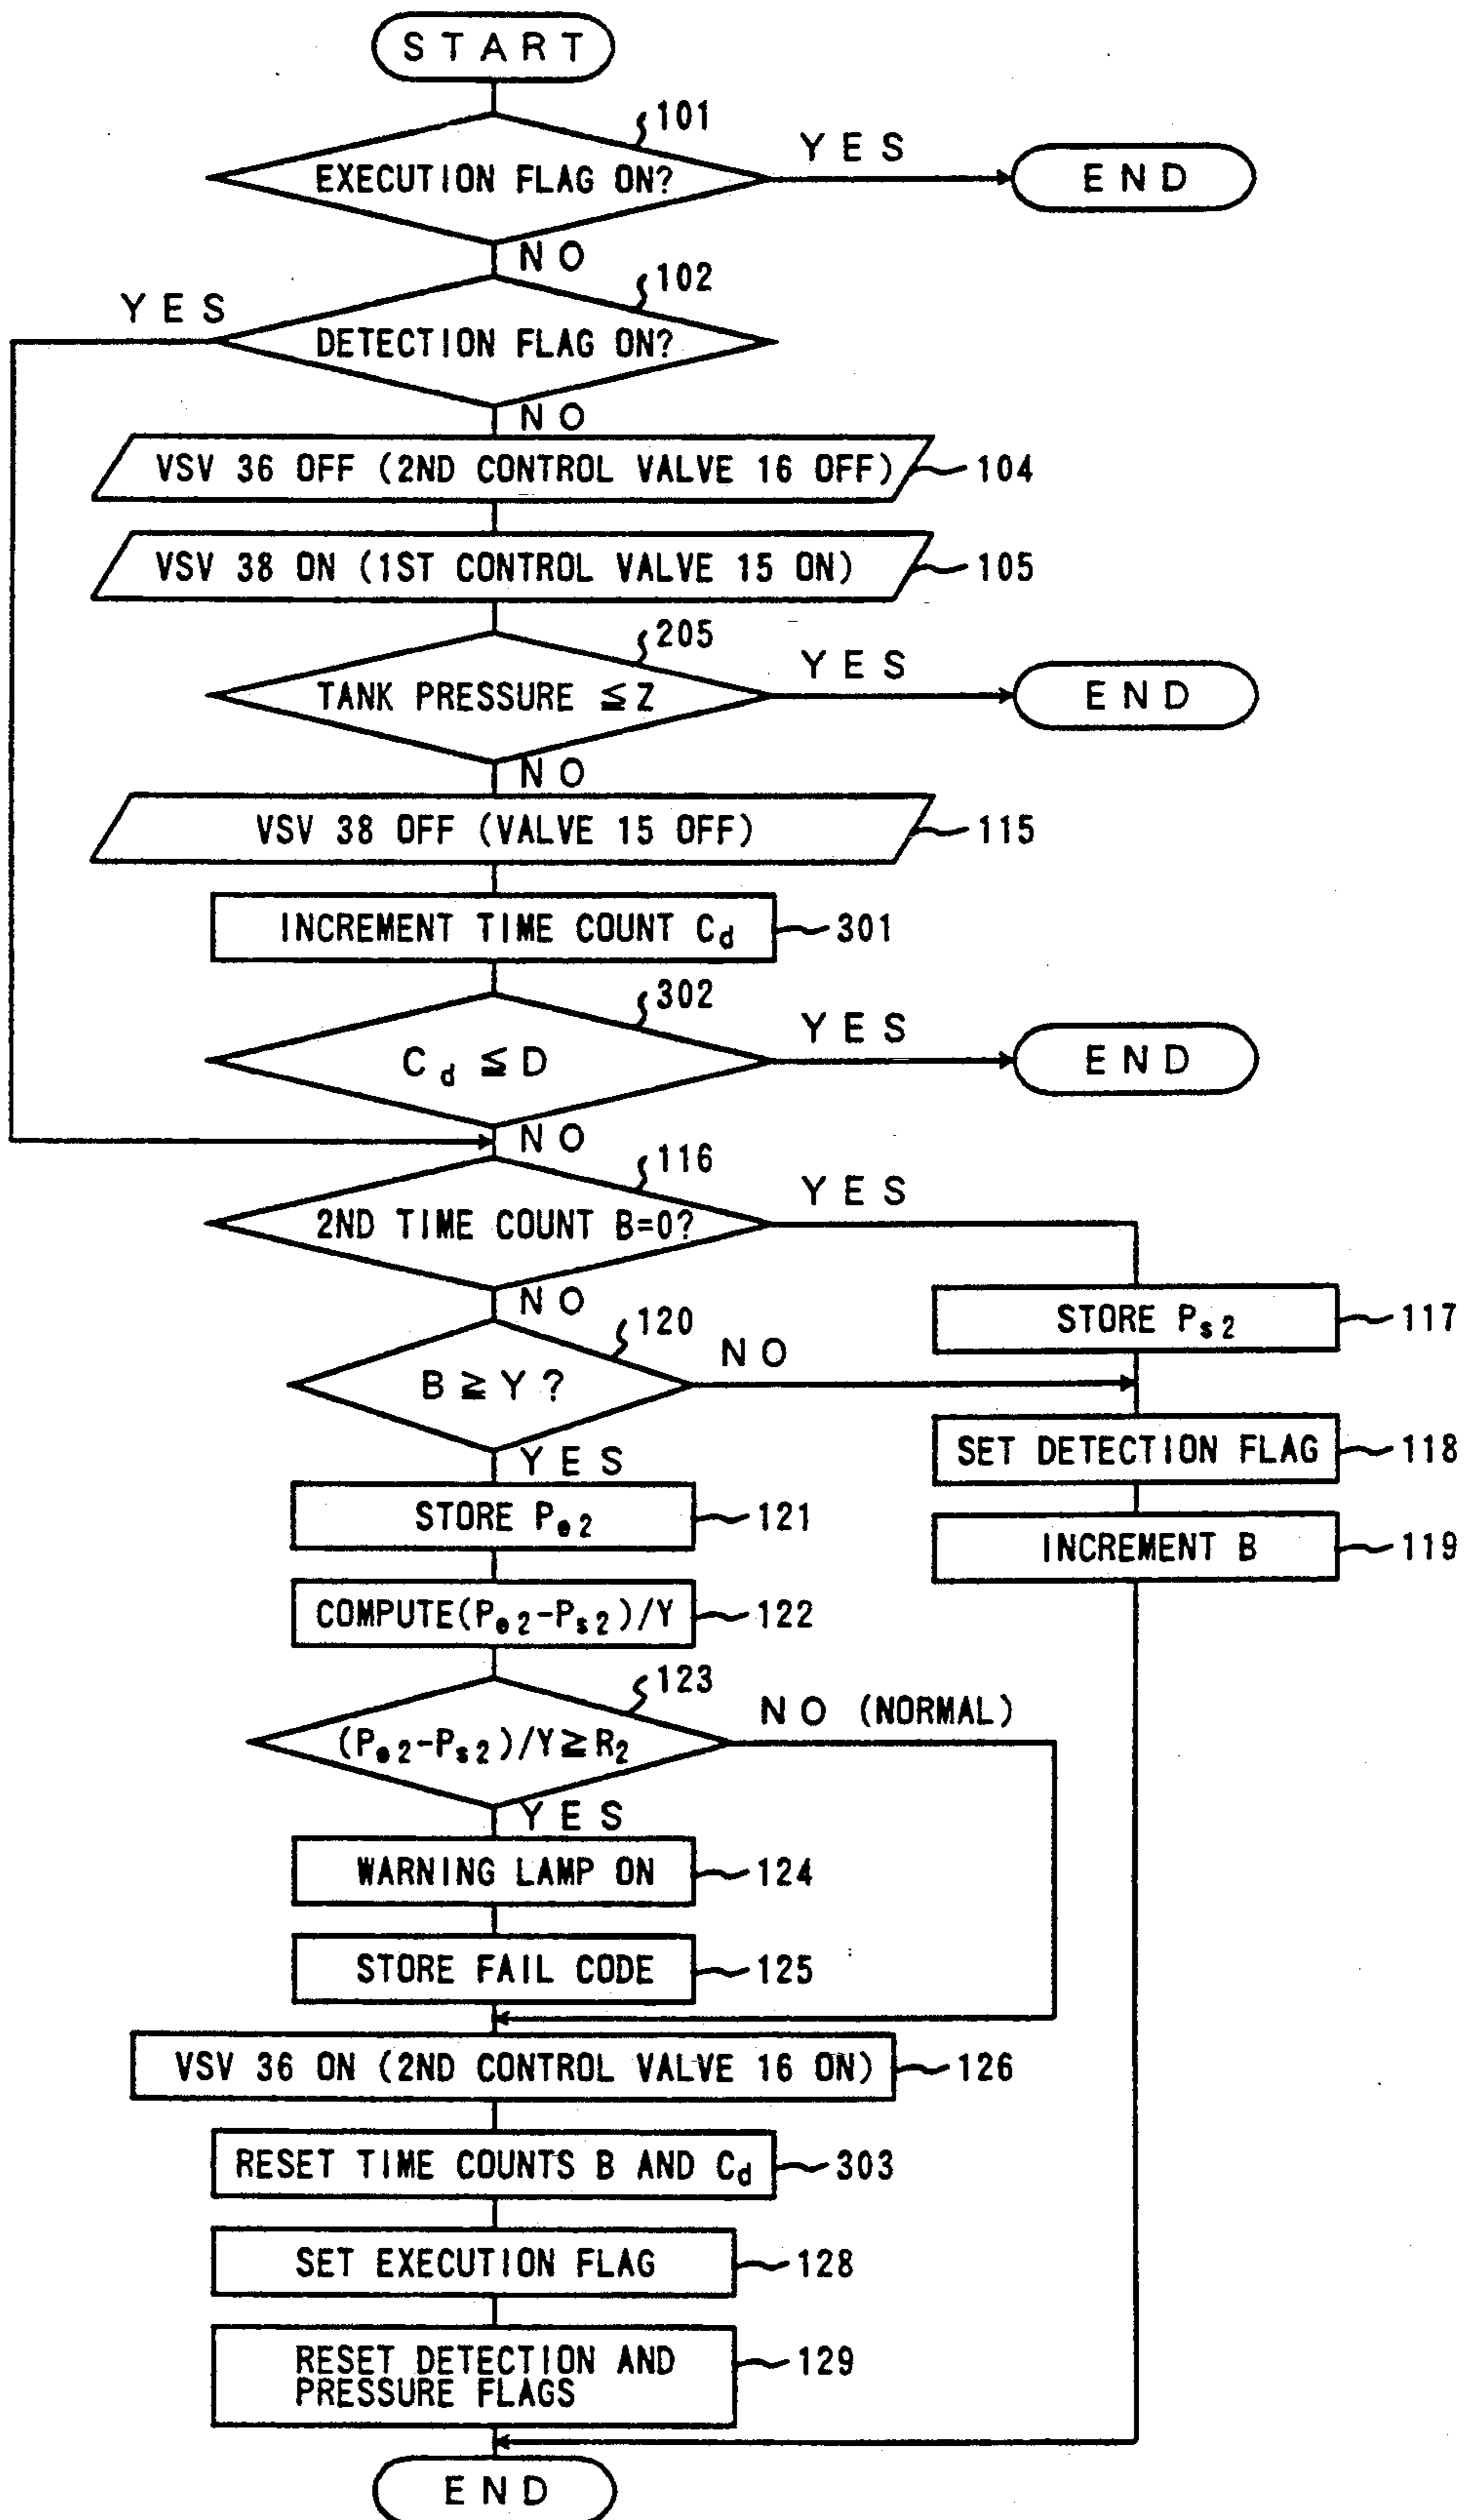 START
101
EXECUTION FLAG ON?
YES
END
NO
102
YES
DETECTION FLAG ON?
NO
VSV 36 OFF (2ND CONTROL VALVE 16 OFF)
104
VSV 38 ON (1ST CONTROL VALVE 15 ON)
105
205
TANK PRESSURE ≦ Z
YES
END
NO
VSV 38 OFF (VALVE 15 OFF)
115
INCREMENT TIME COUNT Cd
301
302
Cd ≦ D
YES
END
NO
116
2ND TIME COUNT B=0?
YES
NO
STORE Ps2
117
120
B ≧ Y ?
NO
YES
SET DETECTION FLAG
118
STORE Pe2
121
INCREMENT B
119
COMPUTE(Pe2-Ps2)/Y
122
123
(Pe2-Ps2)/Y ≧ R2
NO (NORMAL)
YES
WARNING LAMP ON
124
STORE FAIL CODE
125
VSV 36 ON (2ND CONTROL VALVE 16 ON)
126
RESET TIME COUNTS B AND Cd
303
SET EXECUTION FLAG
128
RESET DETECTION AND
PRESSURE FLAGS
129
END